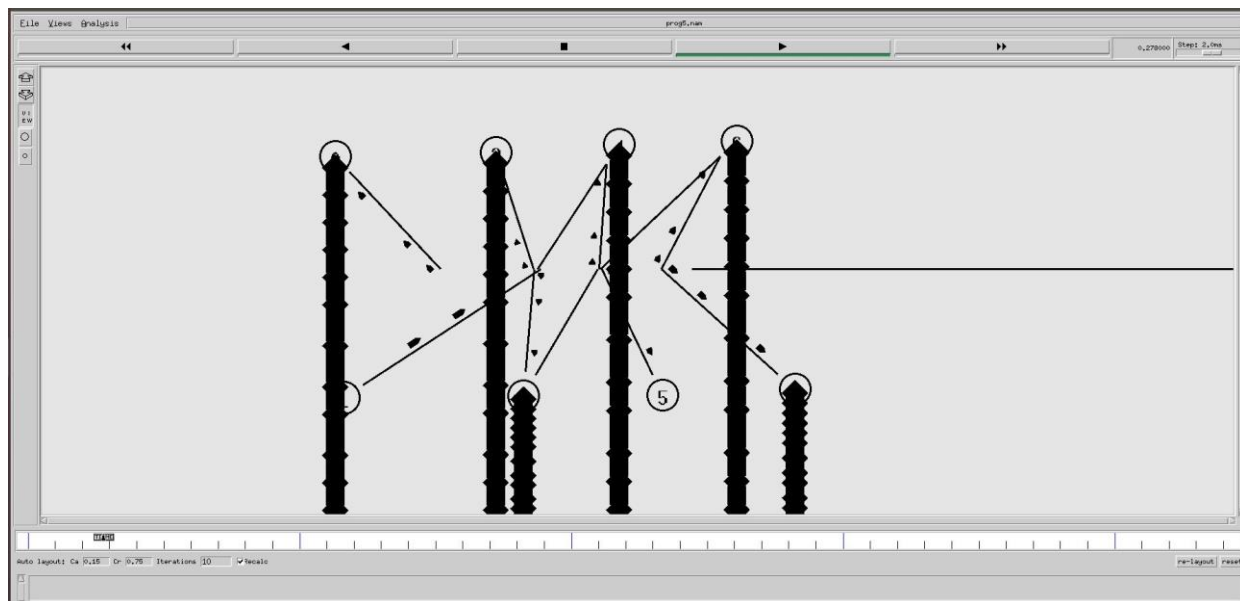 File Views Analysis prog5.nam
0.278000 Step: 2.0ms
5
Auto layout: Ca 0.15 Cr 0.75 Iterations 10 Recalc re-layout reset